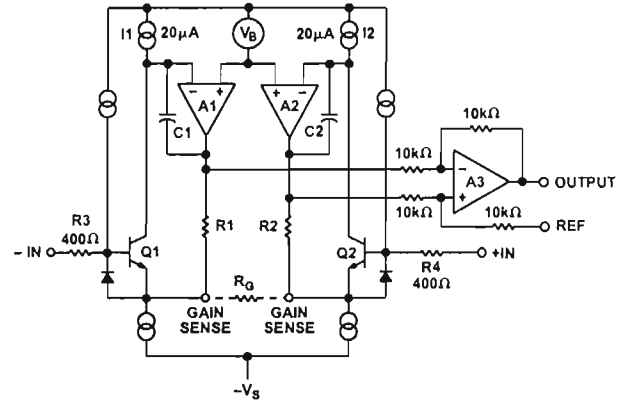 I1 20µA VB 20µA I2
− + + −
A1 A2
C1 C2
10kΩ
10kΩ
−
A3 OUTPUT
+
10kΩ 10kΩ
REF
R3
400Ω
R1 R2
− IN Q1 Q2 +IN
R4
400Ω
RG
GAIN
SENSE
GAIN
SENSE
−VS